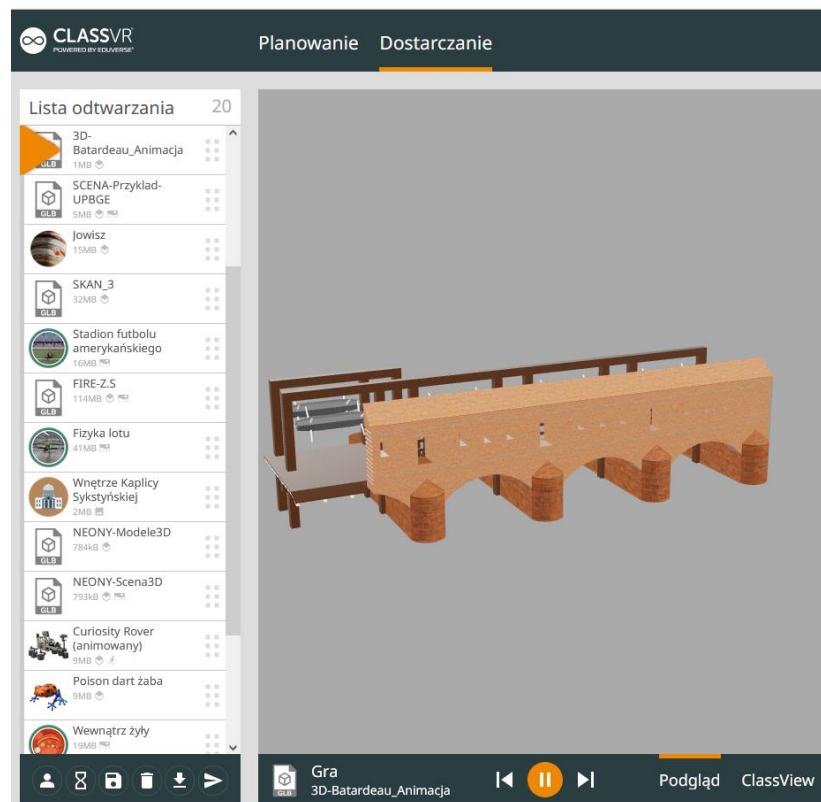 CLASSVR
POWERED BY EDUVERSE
Planowanie Dostarczanie
Lista odtwarzania 20
3D-
Batardeau_Animacja
1MB
GLB
SCENA-Przyklad-
UPBGE
5MB
GLB
Jowisz
15MB
SKAN_3
32MB
GLB
Stadion futbolu
amerykańskiego
16MB
FIRE-Z.S
114MB
GLB
Fizyka lotu
41MB
Wnętrze Kaplicy
Sykstyńskiej
2MB
NEONY-Modele3D
784kB
GLB
NEONY-Scena3D
793kB
GLB
Curiosity Rover
(animowany)
9MB
Poison dart żaba
9MB
Wewnątrz żyły
19MB
GLB
Gra
3D-Batardeau_Animacja
Podgląd ClassView